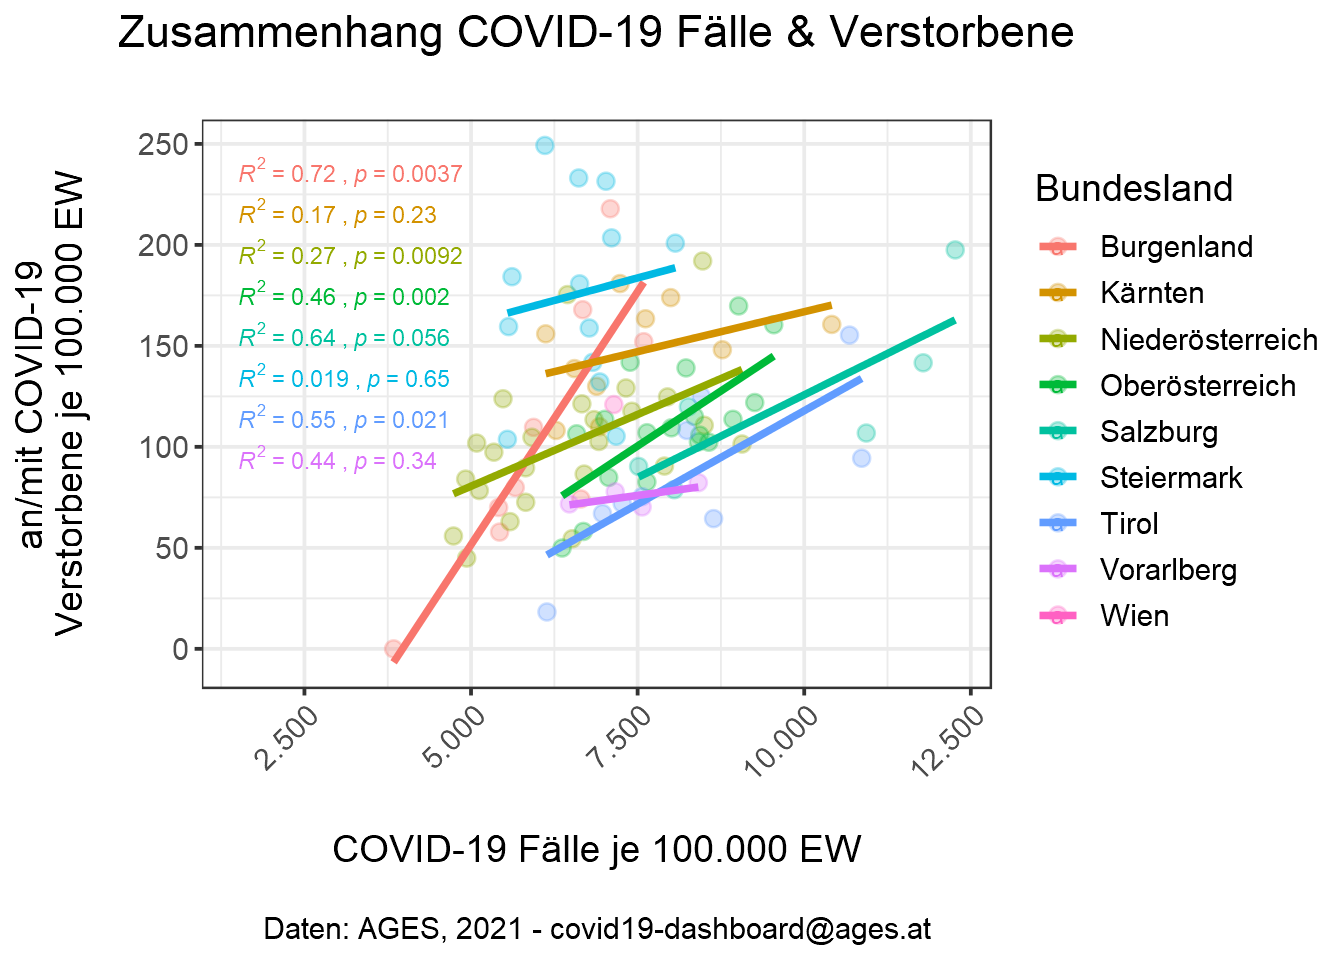 Zusammenhang COVID-19 Fälle & Verstorbene
an/mit COVID-19
Verstorbene je 100.000 EW
250
200
150
100
50
0
R² = 0.72 , p = 0.0037
R² = 0.17 , p = 0.23
R² = 0.27 , p = 0.0092
R² = 0.46 , p = 0.002
R² = 0.64 , p = 0.056
R² = 0.019 , p = 0.65
R² = 0.55 , p = 0.021
R² = 0.44 , p = 0.34
2.500
5.000
7.500
10.000
12.500
COVID-19 Fälle je 100.000 EW
Bundesland
a Burgenland
a Kärnten
a Niederösterreich
a Oberösterreich
a Salzburg
a Steiermark
a Tirol
a Vorarlberg
a Wien
Daten: AGES, 2021 - covid19-dashboard@ages.at